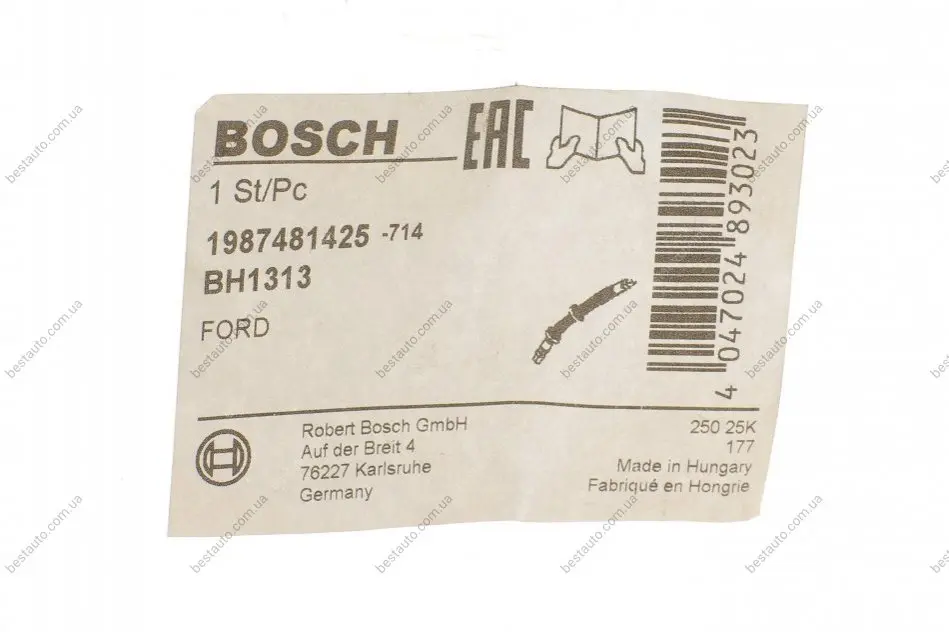 BOSCH
EAC
1 St/Pc
1987481425 -714
BH1313
FORD
4 047024 893023
Robert Bosch GmbH
Auf der Breit 4
76227 Karlsruhe
Germany
250 25K
177
Made in Hungary
Fabriqué en Hongrie
bestauto.com.ua